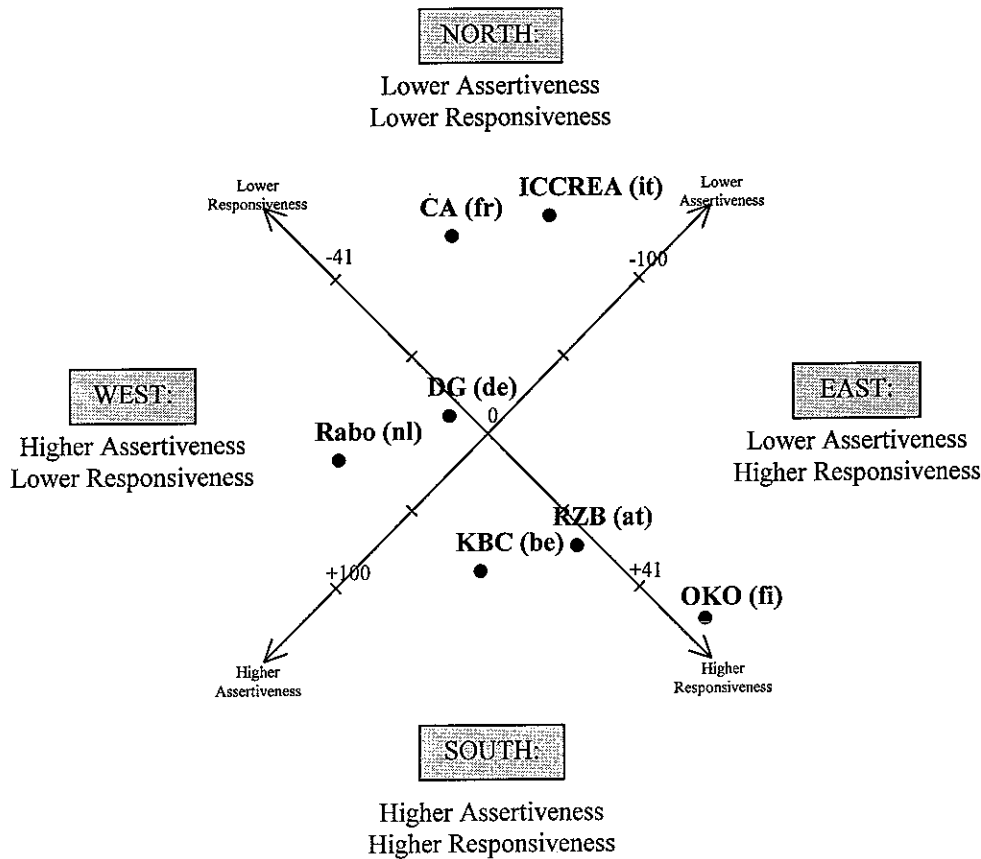 NORTH:
Lower Assertiveness
Lower Responsiveness
Lower
Responsiveness
CA (fr)
ICCREA (it)
Lower
Assertiveness
-41
-100
WEST:
Higher Assertiveness
Lower Responsiveness
DG (de)
0
Rabo (nl)
EAST:
Lower Assertiveness
Higher Responsiveness
RZB (at)
KBC (be)
+100
+41
OKO (fi)
Higher
Assertiveness
Higher
Responsiveness
SOUTH:
Higher Assertiveness
Higher Responsiveness